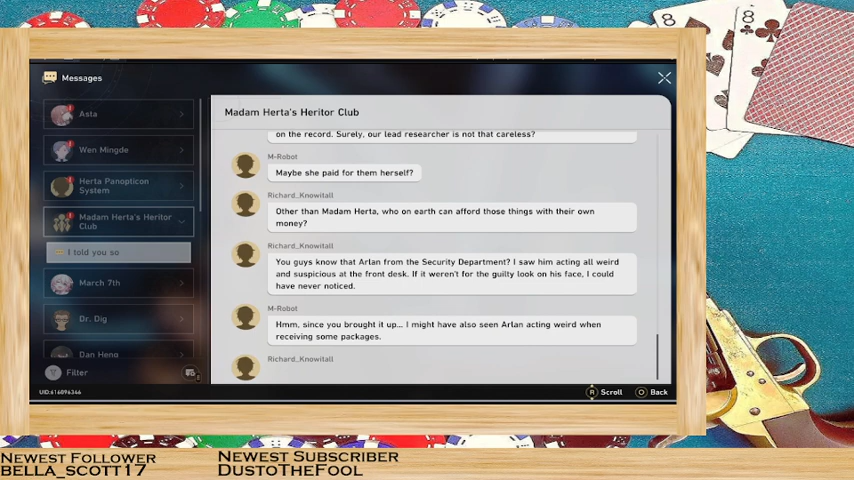 8
8
Messages
Madam Herta's Heritor Club
Asta
on the record. Surely, our lead researcher is not that careless?
Wen Mingde
M-Robot
Maybe she paid for them herself?
Herta Panopticon
System
Richard_Knowitall
Other than Madam Herta, who on earth can afford those things with their own
money?
Madam Herta's Heritor
Club
I told you so
Richard_Knowitall
You guys know that Arlan from the Security Department? I saw him acting all weird
and suspicious at the front desk. If it weren't for the guilty look on his face, I could
have never noticed.
March 7th
Dr. Dig
M-Robot
Hmm, since you brought it up... I might have also seen Arlan acting weird when
receiving some packages.
Dan Heng
Richard_Knowitall
Filter
R Scroll
Back
NEWEST FOLLOWER
BELLA_SCOTT17
NEWEST SUBSCRIBER
DUSTOTHEFOOL